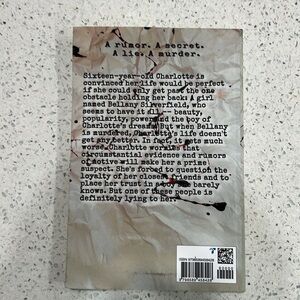 A rumor. A secret.
A lie. A murder.
Sixteen-year-old Charlotte is
convinced her life would be perfect
if she could only get past the one
obstacle holding her back: A girl
named Bellany Silverfield, who
seems to have it all -- beauty,
popularity, power and the boy of
Charlotte's dreams. But when Bellany
is murdered, Charlotte's life doesn't
get any better. In fact, it gets much
worse. Charlotte worries that
circumstantial evidence and rumors
of motive will make her a prime
suspect. She's forced to question the
loyalty of her closest friends and to
place her trust in a boy she barely
knows. But one of these people is
definitely lying to her.